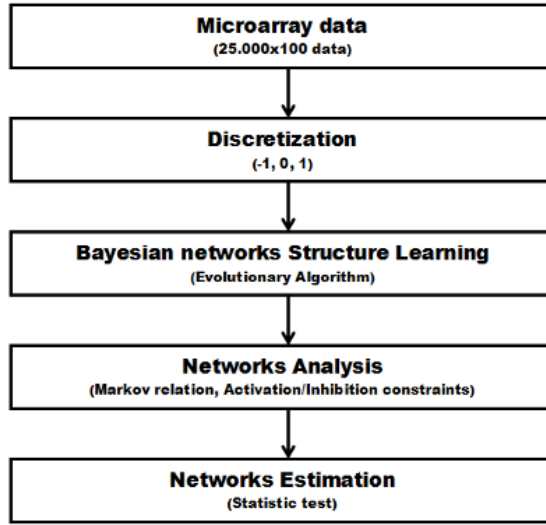 Microarray data
(25.000x100 data)
Discretization
(-1, 0, 1)
Bayesian networks Structure Learning
(Evolutionary Algorithm)
Networks Analysis
(Markov relation, Activation/Inhibition constraints)
Networks Estimation
(Statistic test)